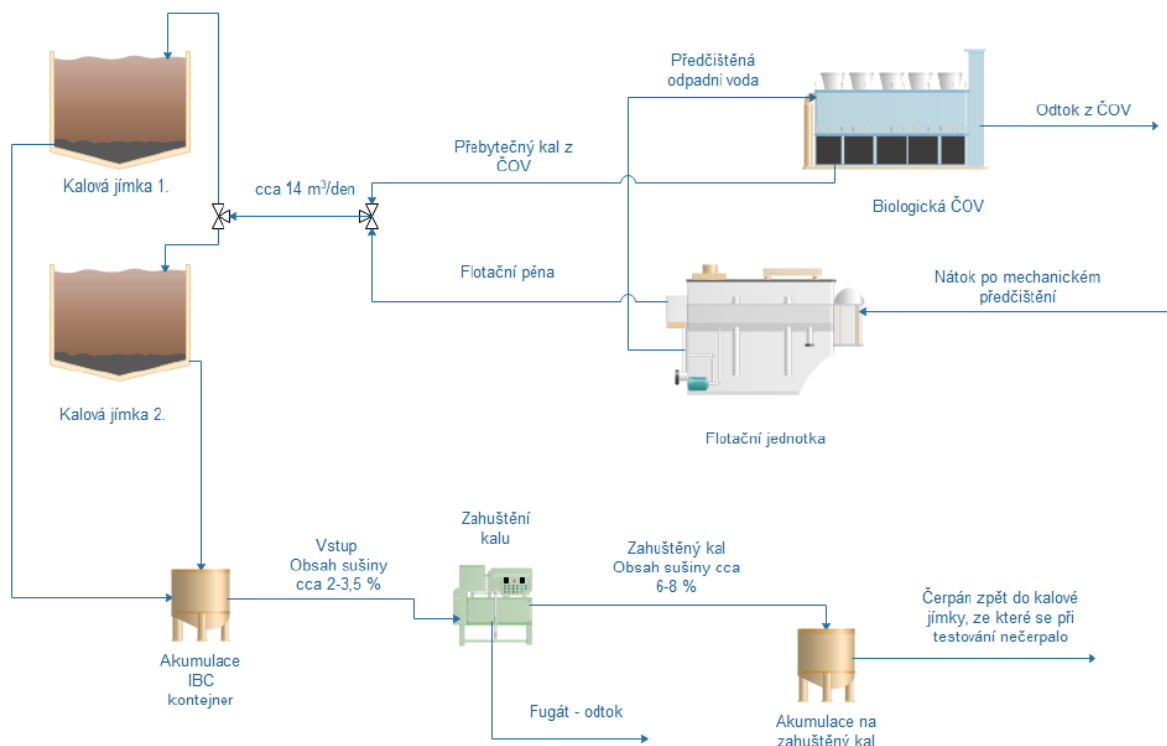 Předčištěná
odpadní voda
Odtok z ČOV
Přebytečný kal z
ČOV
Kalová jímka 1.
cca 14 m³/den
Biologická ČOV
Flotační pěna
Nátok po mechanickém
předčištění
Kalová jímka 2.
Flotační jednotka
Zahuštění
kalu
Vstup
Obsah sušiny
cca 2-3,5 %
Zahuštěný kal
Obsah sušiny cca
6-8 %
Čerpán zpět do kalové
jímky, ze které se při
testování nečerpalo
Akumulace
IBC
kontejner
Fugát - odtok
Akumulace na
zahuštěný kal